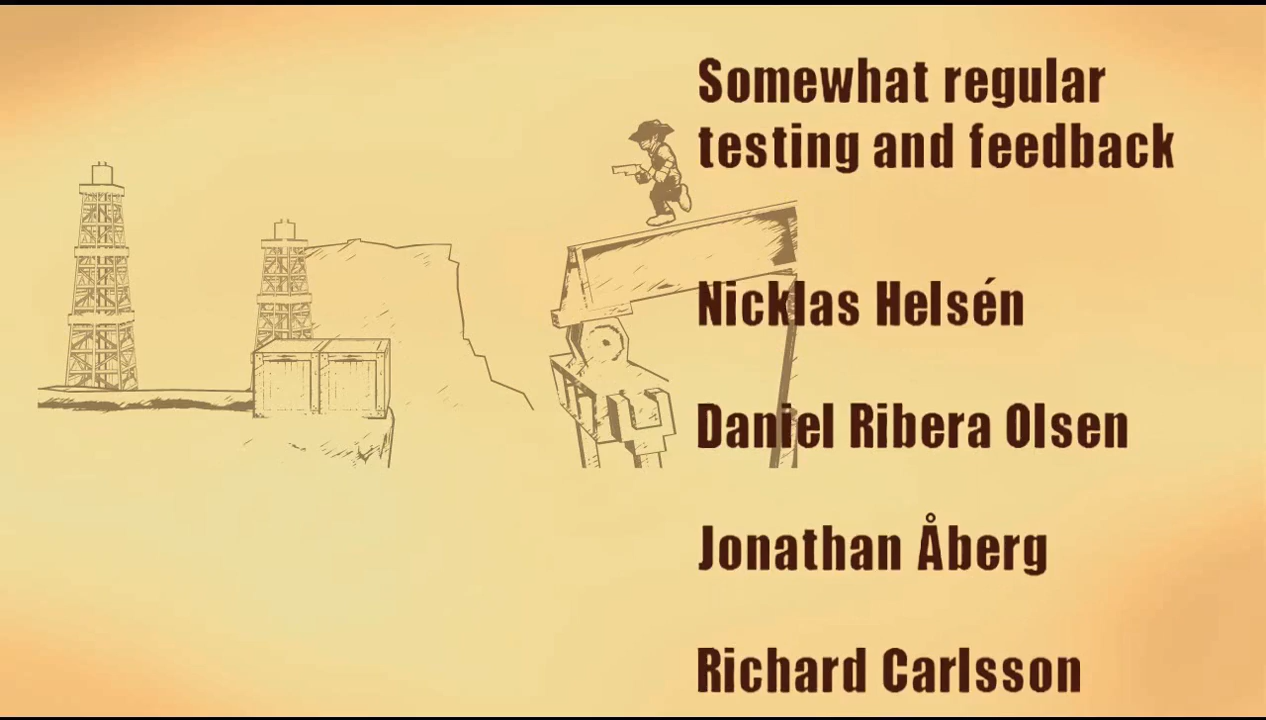 Somewhat regular
testing and feedback
Nicklas Helsén
Daniel Ribera Olsen
Jonathan Åberg
Richard Carlsson